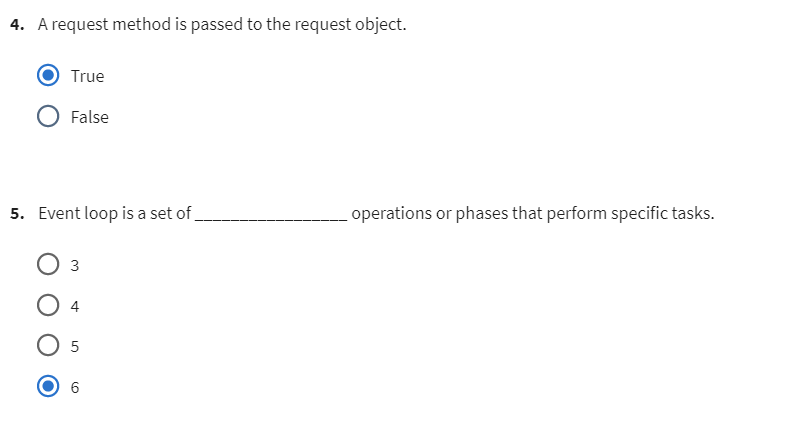 4. A request method is passed to the request object.
True
False
5. Event loop is a set of _________________ operations or phases that perform specific tasks.
3
4
5
6